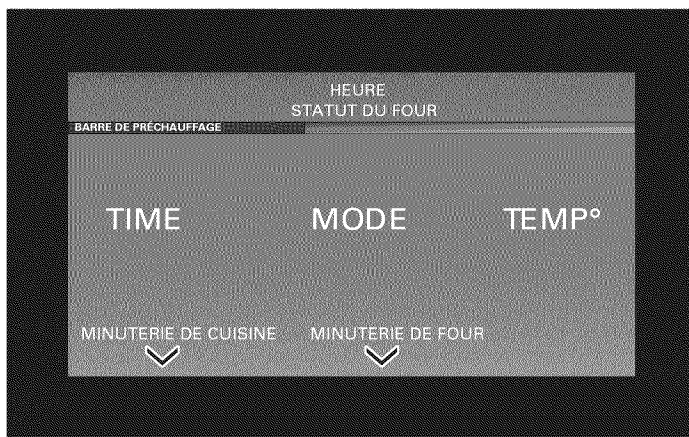 HEURE
STATUT DU FOUR
BARRE DE PRÉCHAUFFAGE
TIME MODE TEMP°
MINUTERIE DE CUISINE MINUTERIE DE FOUR